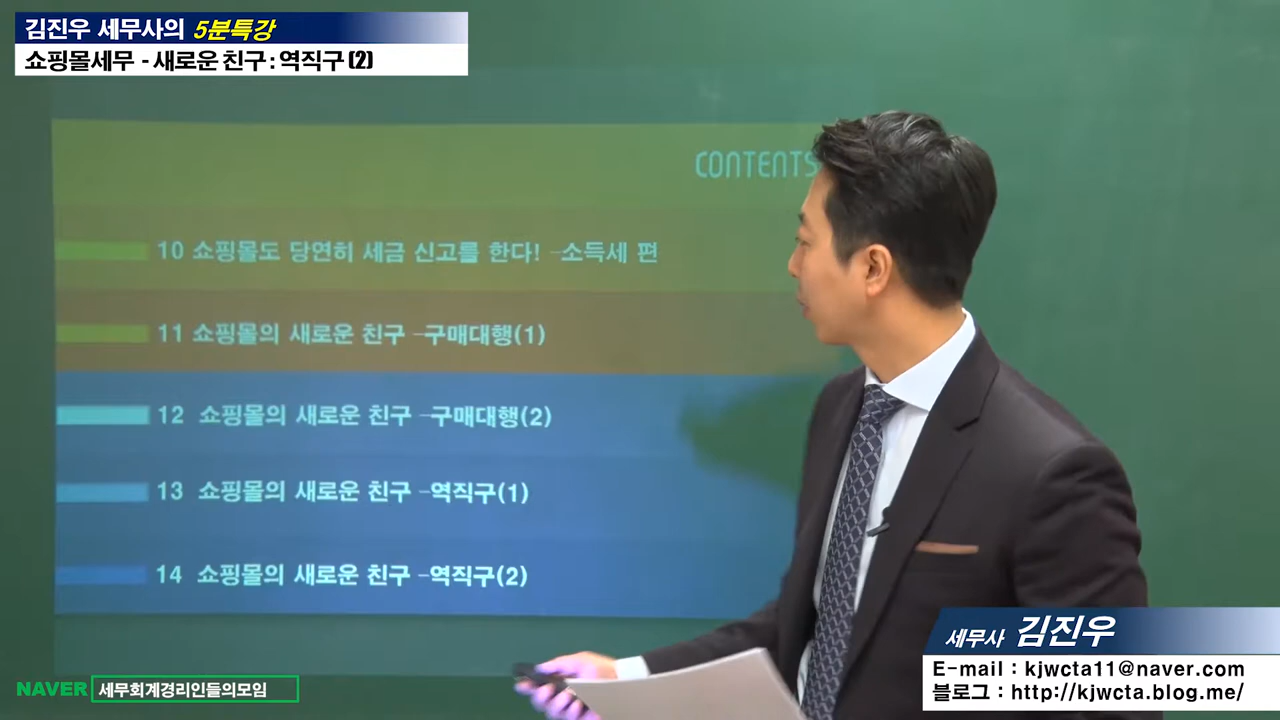 김진우 세무사의 5분특강
쇼핑몰세무 - 새로운 친구 : 역직구 (2)
CONTENTS
10 쇼핑몰도 당연히 세금 신고를 한다! -소득세 편
11 쇼핑몰의 새로운 친구 -구매대행(1)
12 쇼핑몰의 새로운 친구 -구매대행(2)
13 쇼핑몰의 새로운 친구 -역직구(1)
14 쇼핑몰의 새로운 친구 -역직구(2)
세무사 김진우
E-mail : kjwcta11@naver.com
블로그 : http://kjwcta.blog.me/
NAVER 세무회계경리인들의모임